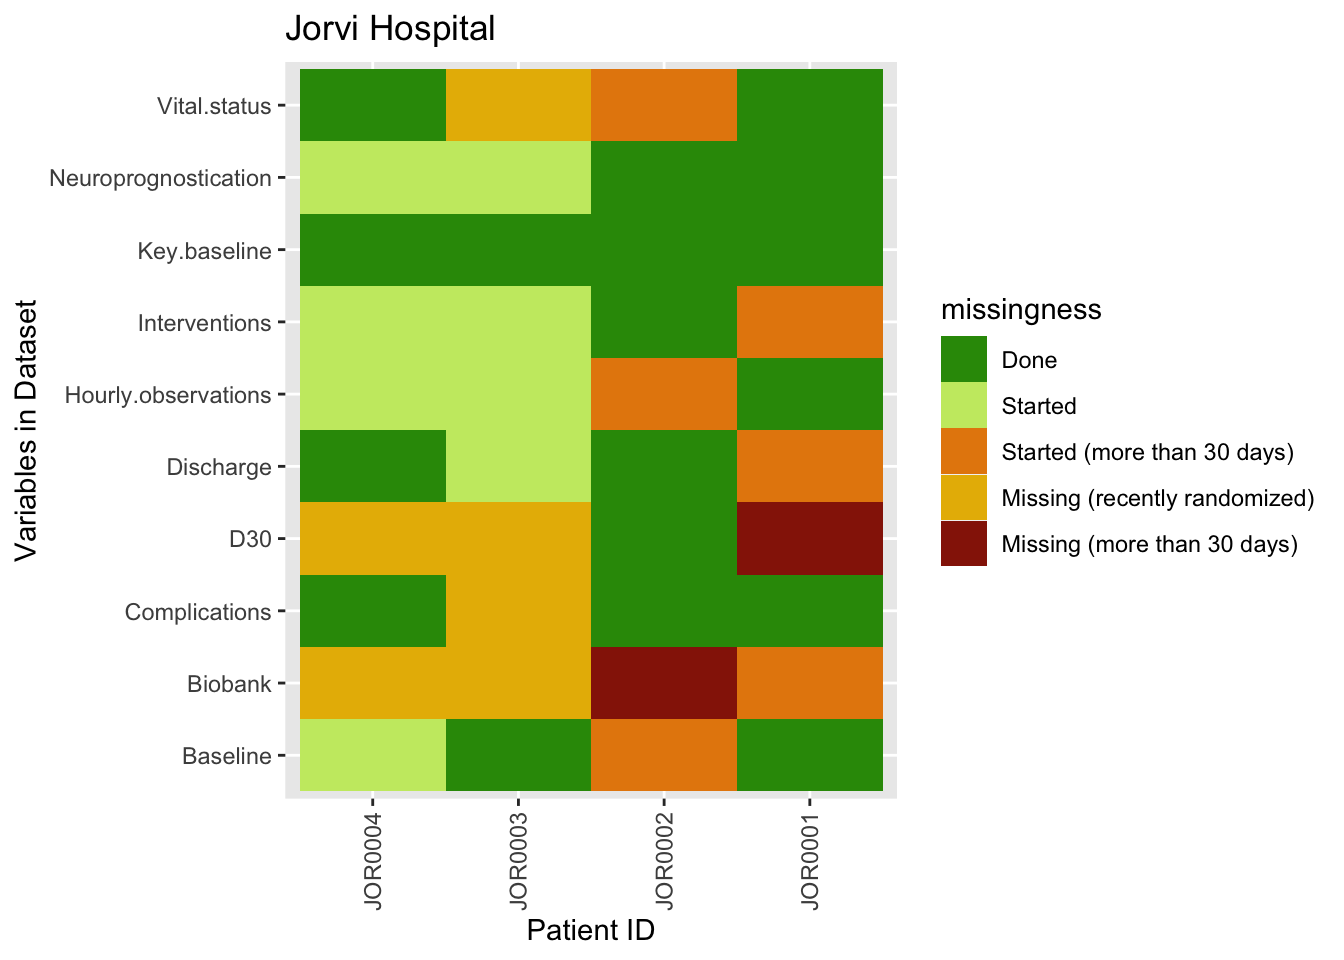 Jorvi Hospital
Variables in Dataset
Vital.status
Neuroprognostication
Key.baseline
Interventions
Hourly.observations
Discharge
D30
Complications
Biobank
Baseline
JOR0004
JOR0003
JOR0002
JOR0001
Patient ID
missingness
Done
Started
Started (more than 30 days)
Missing (recently randomized)
Missing (more than 30 days)